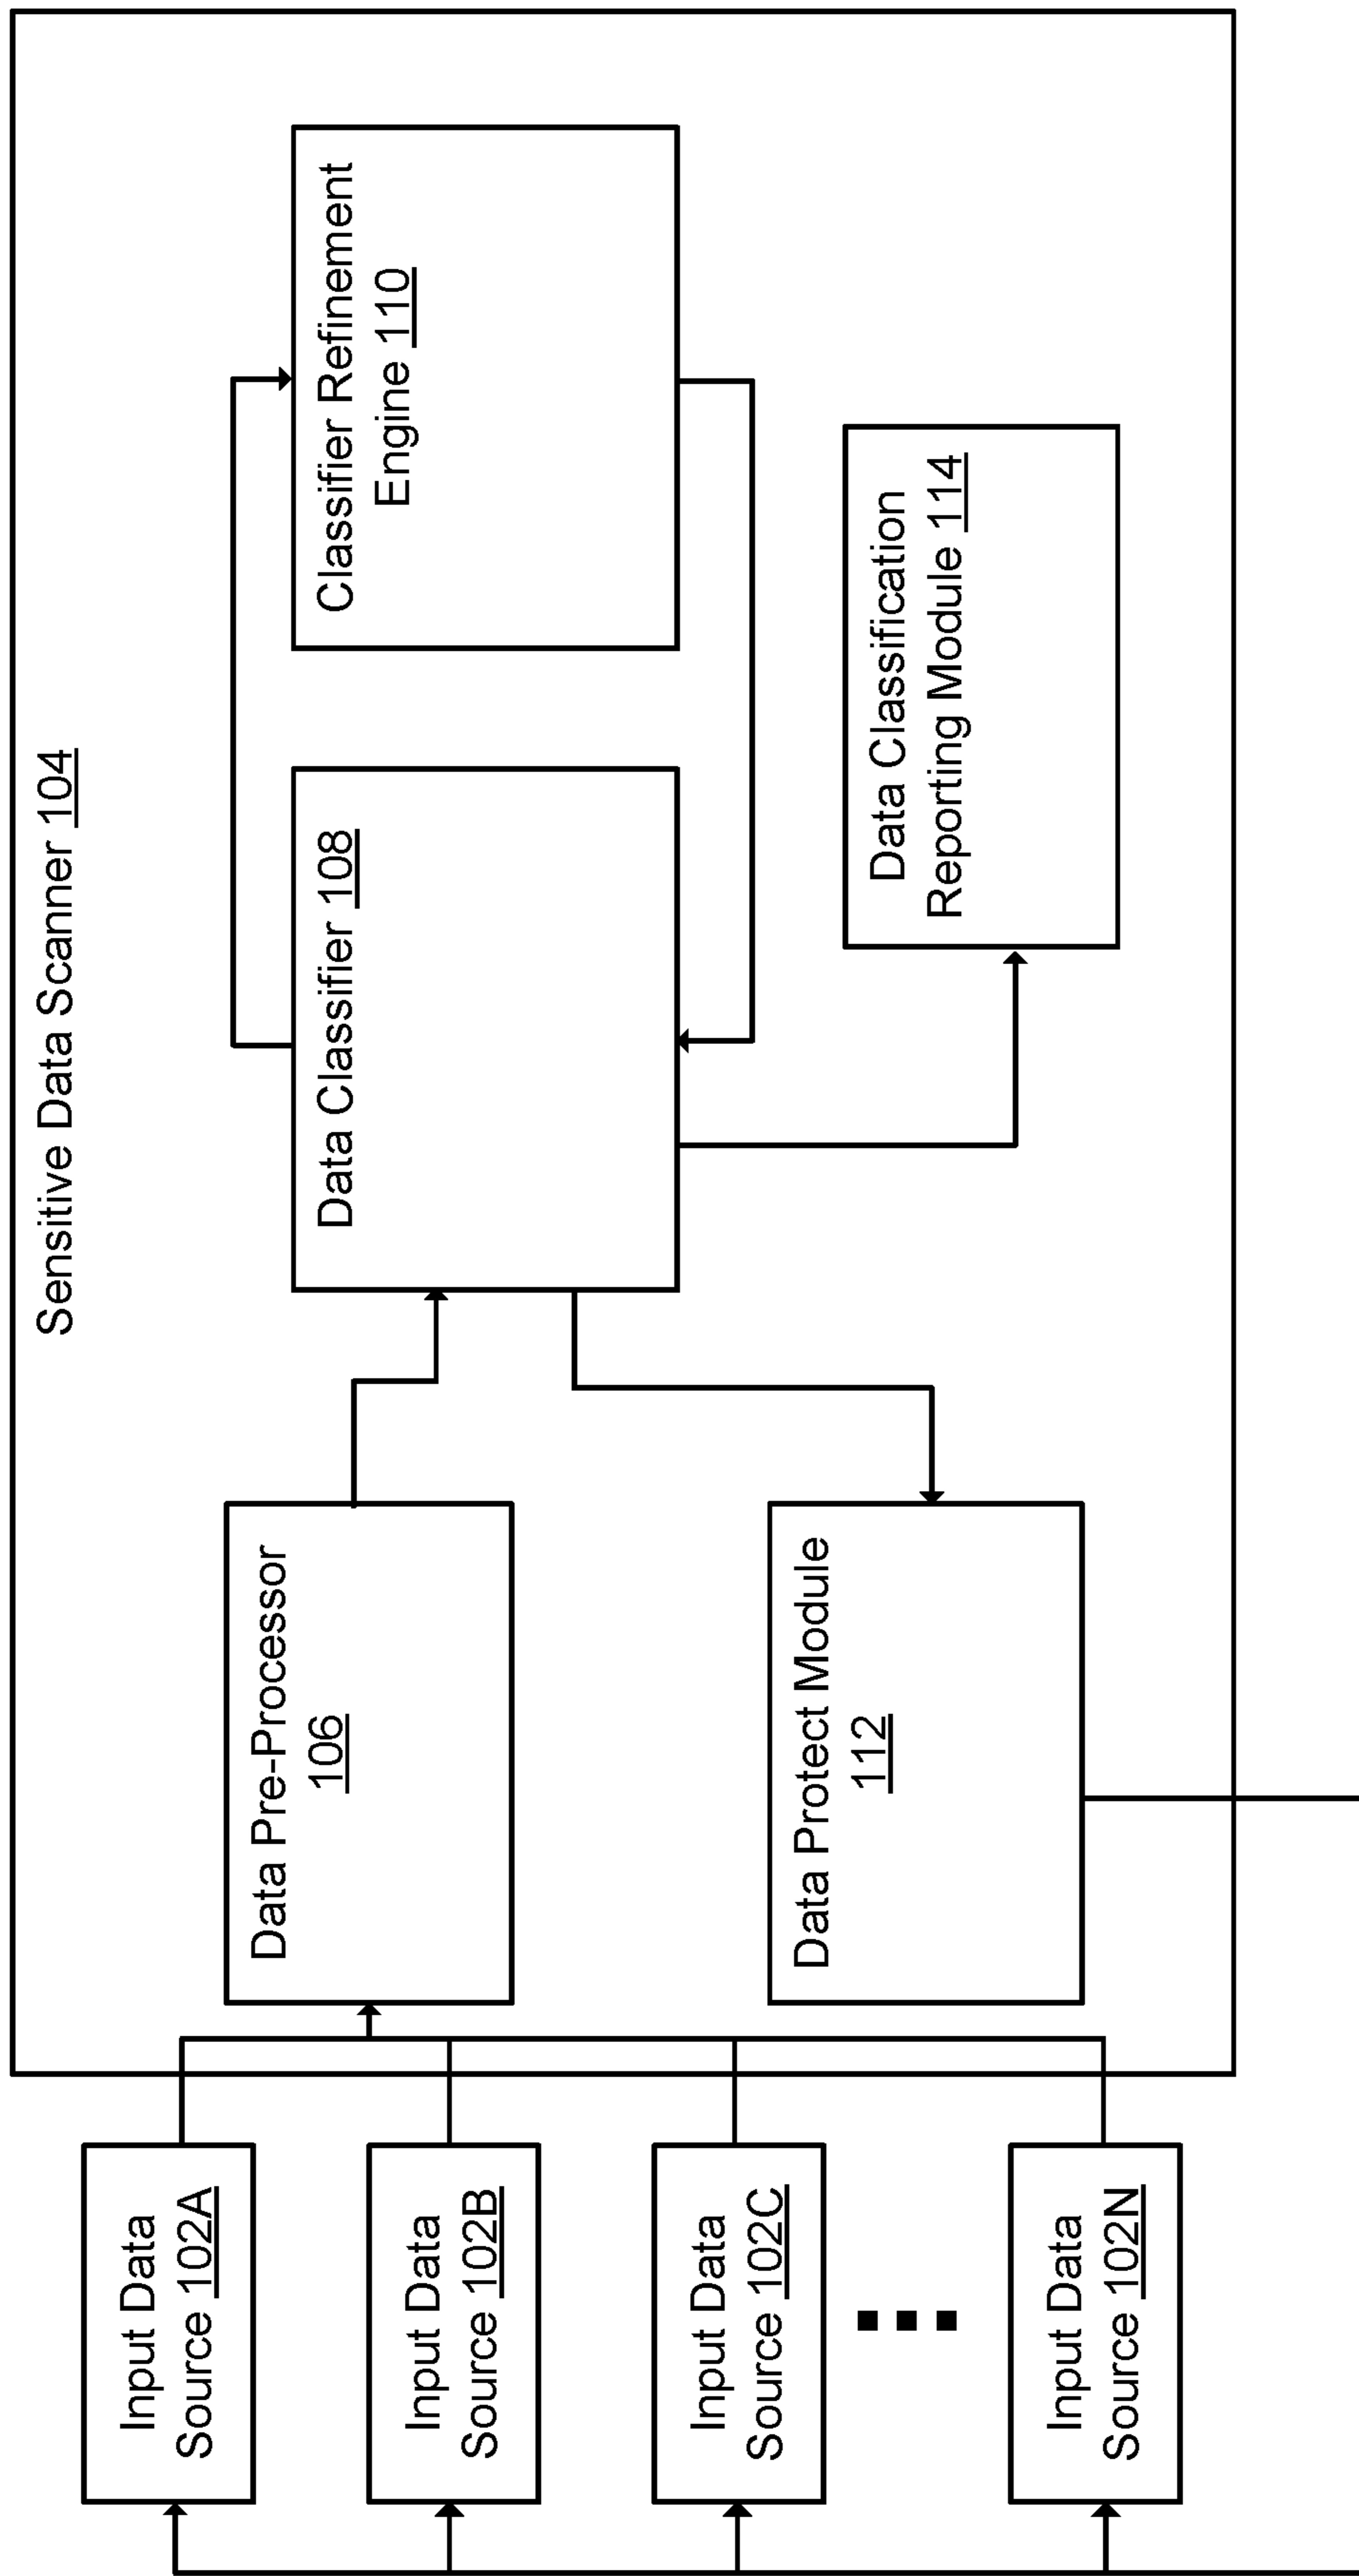 Sensitive Data Scanner 104
Input Data
Source 102A
Input Data
Source 102B
Input Data
Source 102C
Input Data
Source 102N
Data Pre-Processor
106
Data Protect Module
112
Data Classifier 108
Classifier Refinement
Engine 110
Data Classification
Reporting Module 114